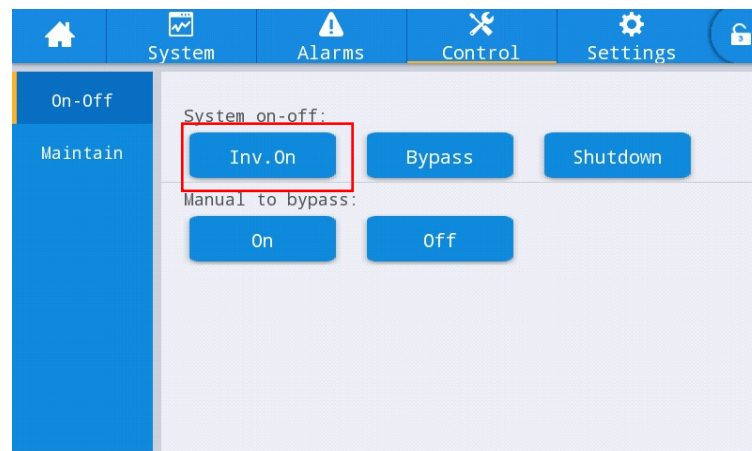 System
Alarms
Control
Settings
3
On-Off
Maintain
System on-off:
Inv.On
Bypass
Shutdown
Manual to bypass:
On
Off